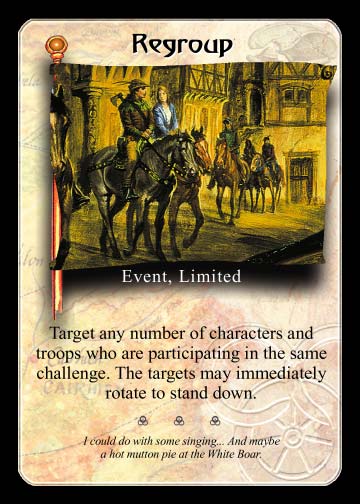 Regroup
Event, Limited
Target any number of characters and
troops who are participating in the same
challenge. The targets may immediately
rotate to stand down.
I could do with some singing... And maybe
a hot mutton pie at the White Boar.